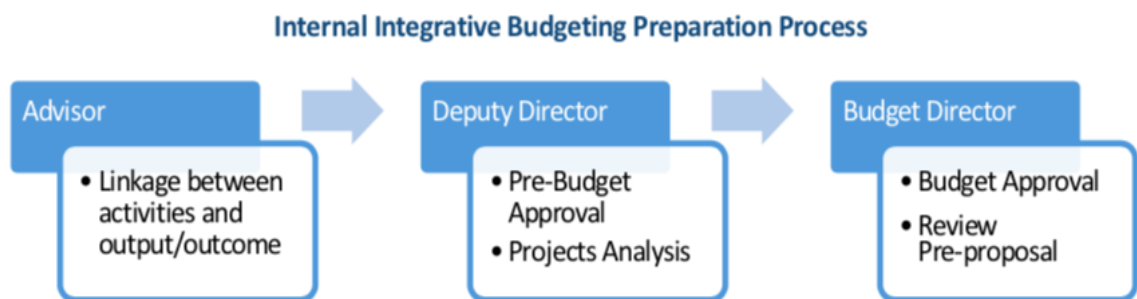 Internal Integrative Budgeting Preparation Process
Advisor
• Linkage between
activities and
output/outcome
Deputy Director
• Pre-Budget
Approval
• Projects Analysis
Budget Director
• Budget Approval
• Review
Pre-proposal